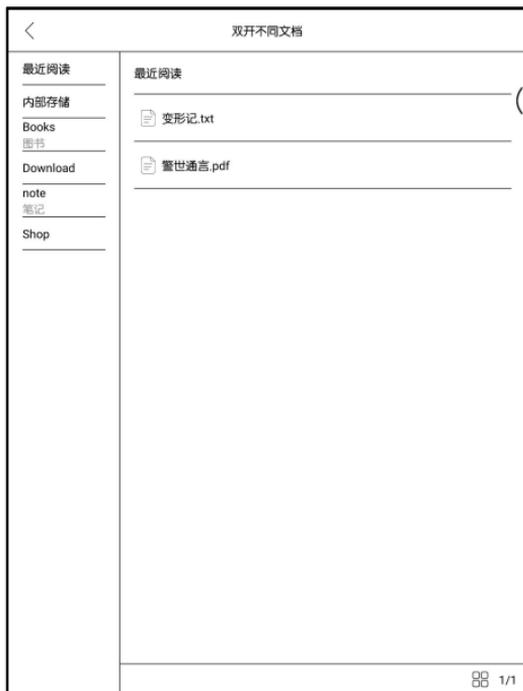 双开不同文档
最近阅读
内部存储
Books
图书
Download
note
笔记
Shop
最近阅读
变形记.txt
警世通言.pdf
1/1